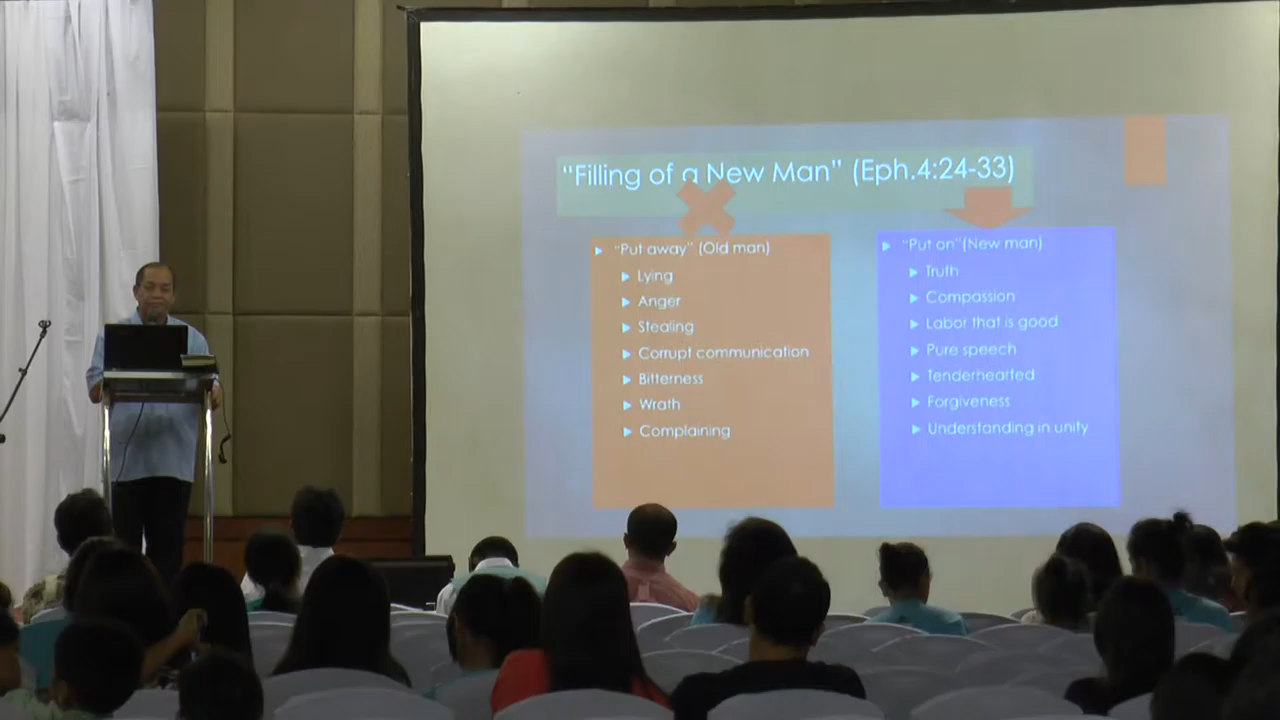 “Filling of a New Man” (Eph.4:24-33)
“Put away” (Old man)
Lying
Anger
Stealing
Corrupt communication
Bitterness
Wrath
Complaining
“Put on”(New man)
Truth
Compassion
Labor that is good
Pure speech
Tenderhearted
Forgiveness
Understanding in unity